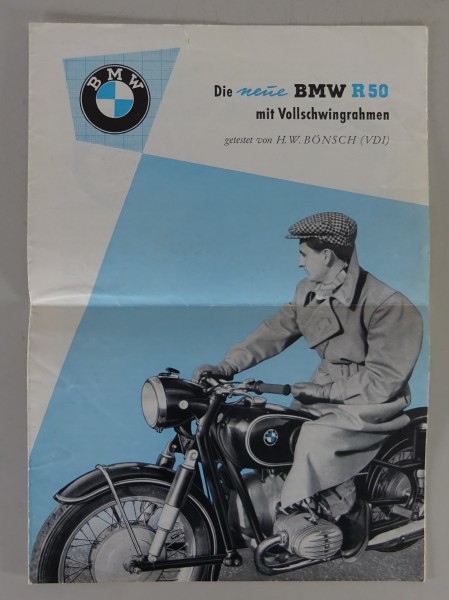 BMW
Die neue BMW R50
mit Vollschwingrahmen
getestet von H. W. BÖNSCH (VDI)